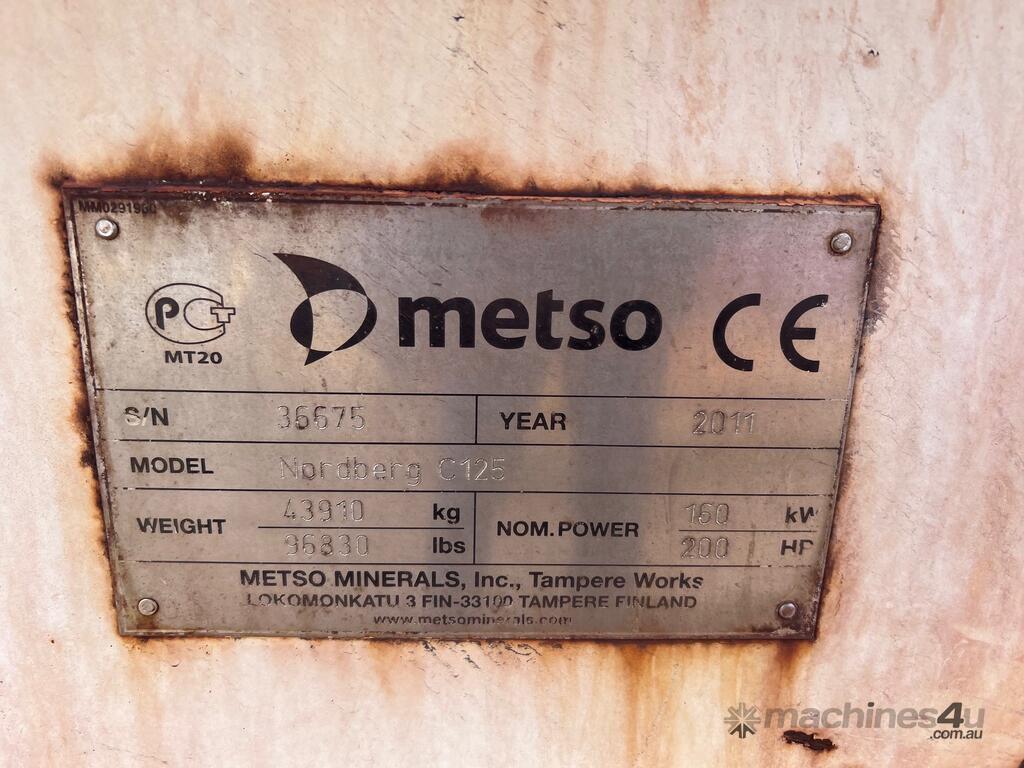 MM0291960
PCT
MT20
metso
CE
S/N 36675 YEAR 2011
MODEL Nordberg C125
WEIGHT 43910 kg NOM.POWER 160 kW
96830 lbs 200 HP
METSO MINERALS, Inc., Tampere Works
LOKOMONKATU 3 FIN-33100 TAMPERE FINLAND
www.metsominerals.com
machines4u
.com.au